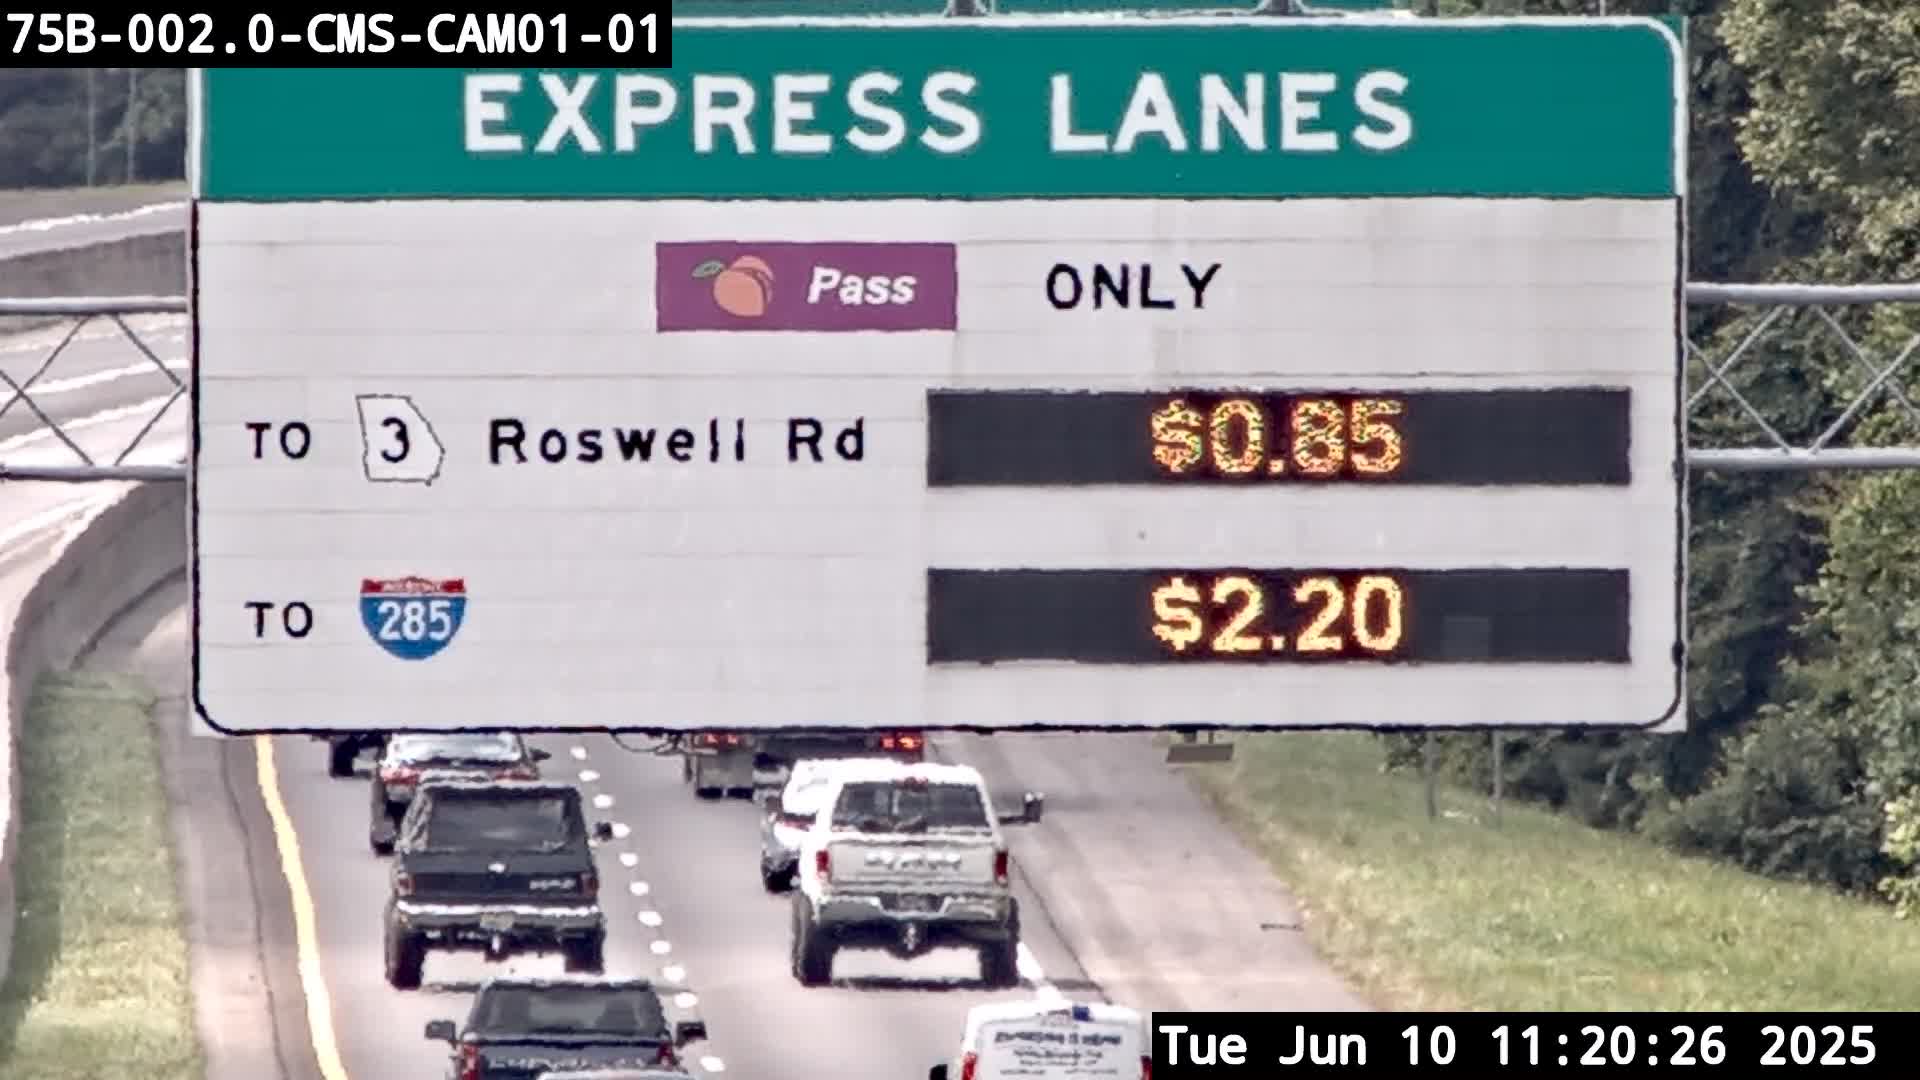 75B-002.0-CMS-CAM01-01
EXPRESS LANES
Pass ONLY
TO 3 Roswell Rd $0.85
TO 285 $2.20
Tue Jun 10 11:20:26 2025